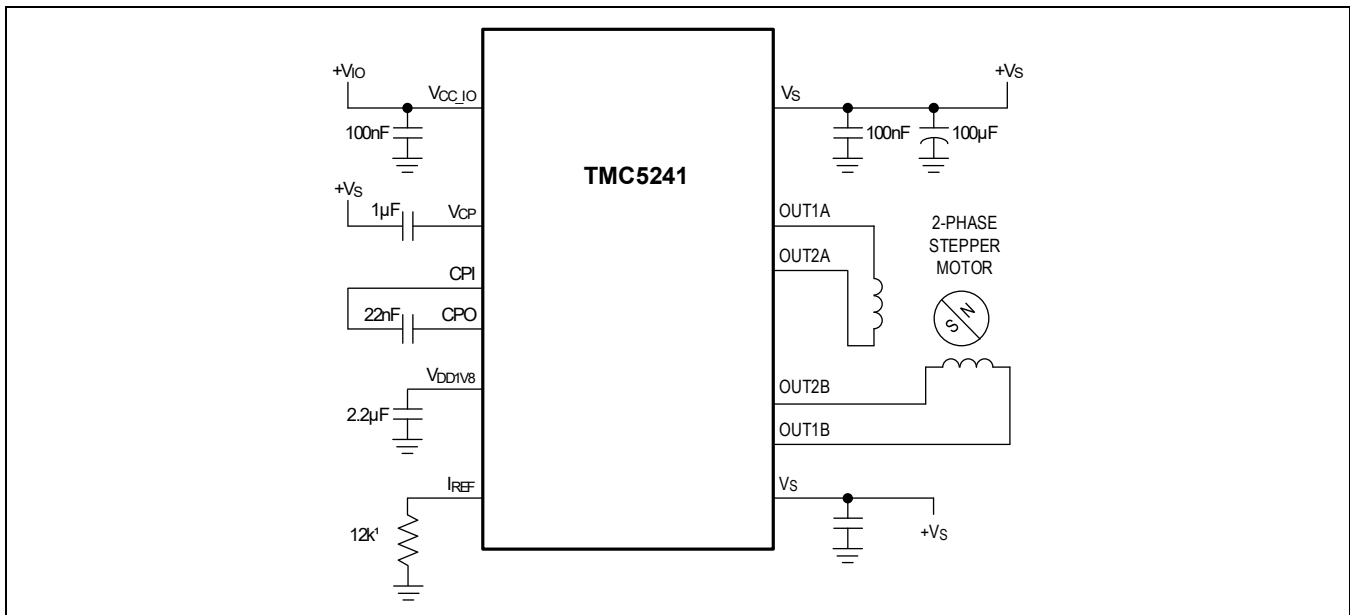 +VIO
VCC_IO
100nF
+VS
1µF
VCP
CPI
22nF
CPO
VDD1V8
2.2µF
IREF
12k¹
TMC5241
VS
+VS
100nF
100µF
OUT1A
OUT2A
2-PHASE
STEPPER
MOTOR
S N
OUT2B
OUT1B
VS
+VS